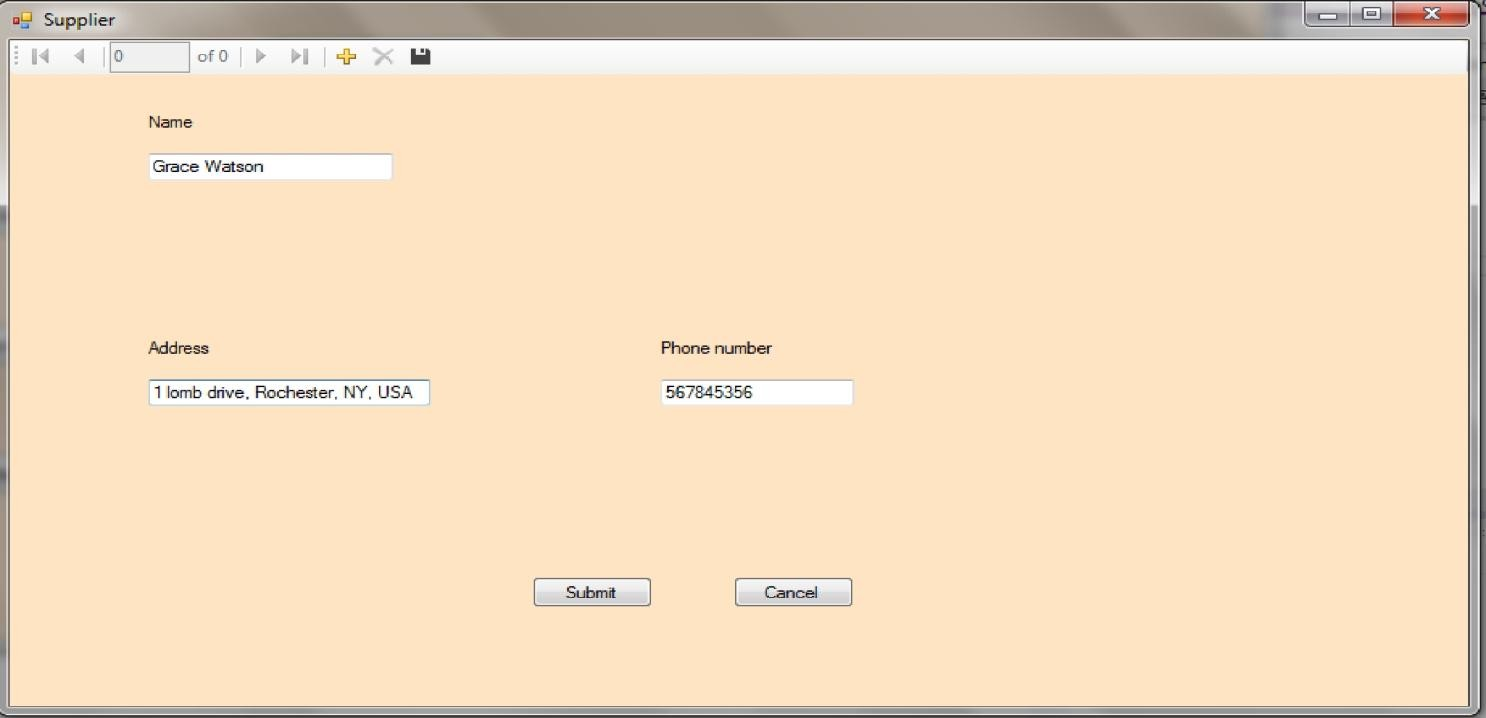 Supplier
0 of 0
Name
Grace Watson
Address Phone number
1 lomb drive, Rochester, NY, USA 567845356
Submit Cancel